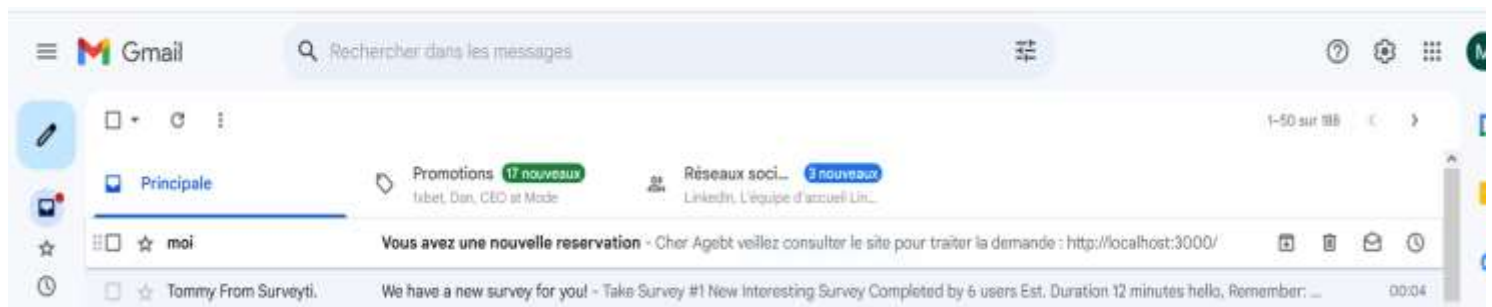 Gmail
Rechercher dans les messages
M
1–50 sur 188
Principale
Promotions 17 nouveaux
1xbet, Dan, CEO at Mode
Réseaux soci... 3 nouveaux
LinkedIn, L'équipe d'accueil Lin...
moi Vous avez une nouvelle reservation - Cher Agebt veillez consulter le site pour traiter la demande : http://localhost:3000/
Tommy From Surveyti. We have a new survey for you! - Take Survey #1 New Interesting Survey Completed by 6 users Est. Duration 12 minutes hello, Remember: ... 00:04